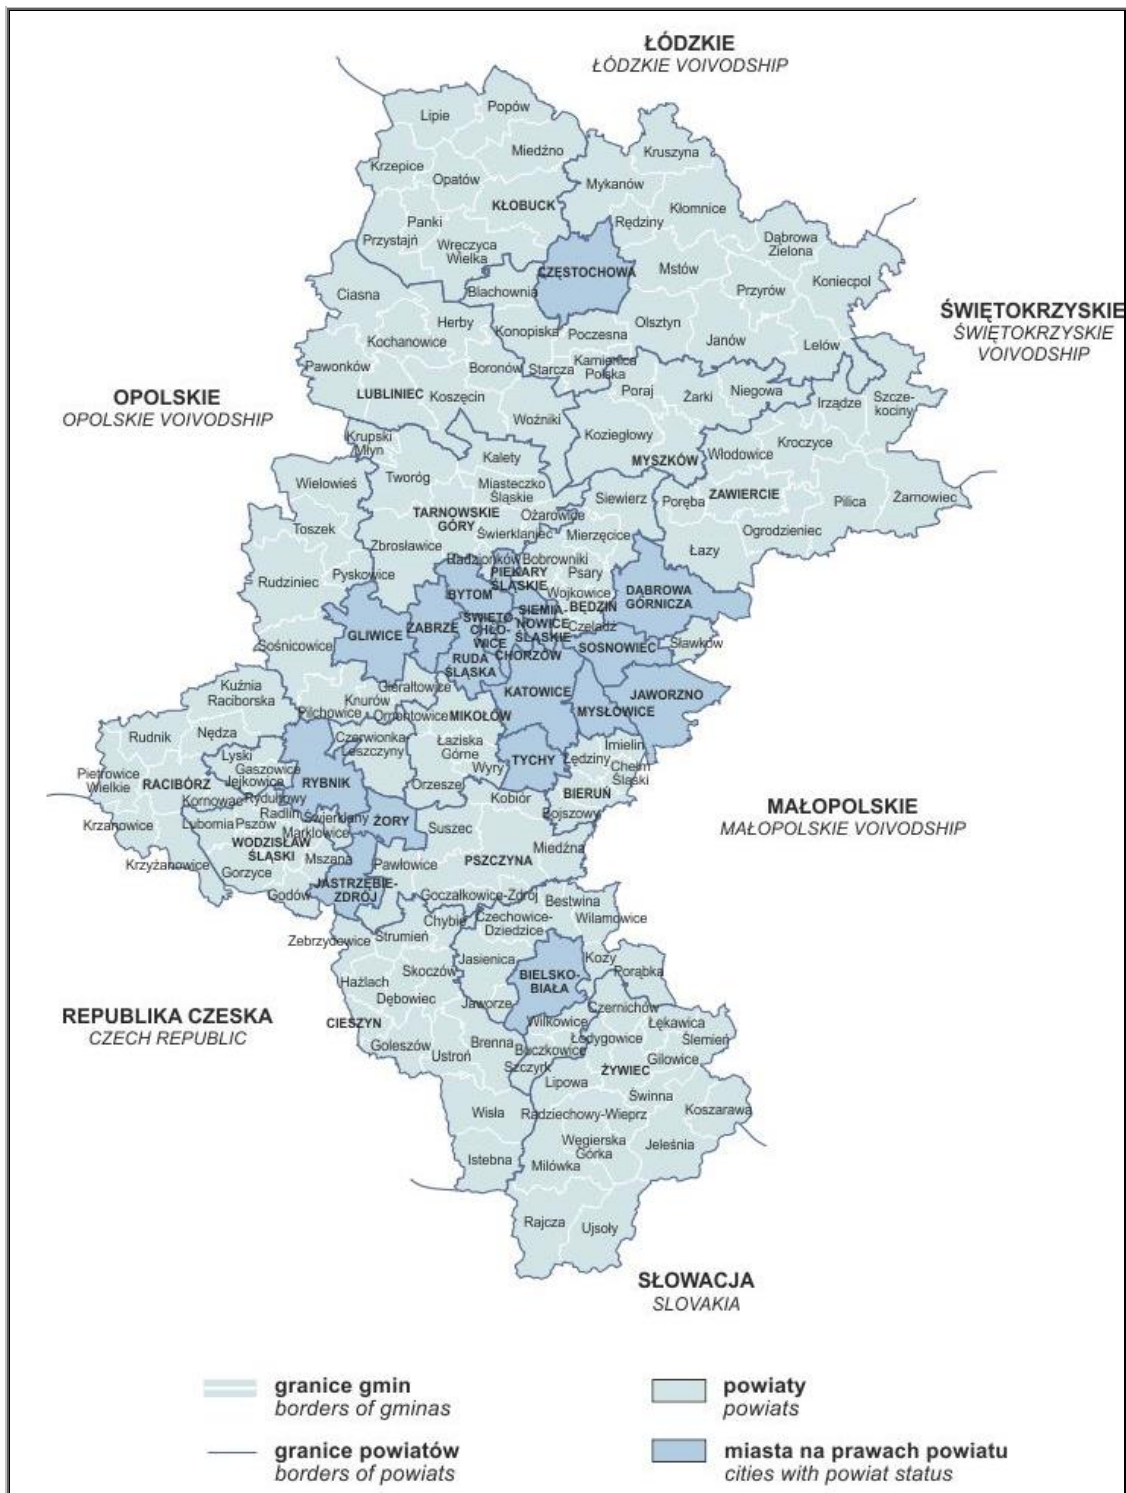 ŁÓDZKIE
ŁÓDZKIE VOIVODSHIP
Lipie
Popów
Miedźno
Kruszyna
Krzepice
Opatów
Mykanów
KŁOBUCK
Kłomnice
Rędziny
Panki
Przystajń
Wręczyca
Wielka
Dąbrowa
Zielona
CZĘSTOCHOWA
Mstów
Koniecpol
Przyrów
Blachownia
Ciasna
ŚWIĘTOKRZYSKIE
ŚWIĘTOKRZYSKIE
VOIVODSHIP
Herby
Konopiska
Poczesna
Olsztyn
Janów
Lelów
Kochanowice
Pawonków
Boronów
Starcza
Kamienica
Polska
Poraj
Żarki
Niegowa
Irządze
Szcze-
kociny
OPOLSKIE
OPOLSKIE VOIVODSHIP
LUBLINIEC
Koszęcin
Woźniki
Koziegłowy
Krupski
Młyn
Kroczyce
Włodowice
MYSZKÓW
Kalety
Tworóg
Wielowieś
Miasteczko
Śląskie
Siewierz
Poręba
ZAWIERCIE
Pilica
Żarnowiec
TARNOWSKIE
GÓRY
Ożarowice
Toszek
Świerklaniec
Mierzęcice
Ogrodzieniec
Zbrosławice
Łazy
Radzionków
Bobrowniki
PIEKARY
ŚLĄSKIE
Psary
Rudziniec
Pyskowice
BYTOM
Wojkowice
DĄBROWA
GÓRNICZA
BĘDZIN
SIEMIA-
NOWICE
ŚLĄSKIE
ŚWIĘTO-
CHŁO-
WICE
Czeladź
GLIWICE
ZABRZE
Sośnicowice
CHORZÓW
SOSNOWIEC
Sławków
RUDA
ŚLĄSKA
Kuźnia
Raciborska
Gierałtowice
KATOWICE
JAWORZNO
Knurów
Pilchowice
Ornontowice
MIKOŁÓW
MYSŁOWICE
Rudnik
Nędza
Czerwionka-
Leszczyny
Łaziska
Górne
Imielin
Lyski
Gaszowice
TYCHY
Lędziny
Wyry
Chełm
Śląski
Pietrowice
Wielkie
RACIBÓRZ
Jejkowice
RYBNIK
Orzesze
BIERUŃ
Kornowac
Rydułtowy
Kobiór
MAŁOPOLSKIE
MAŁOPOLSKIE VOIVODSHIP
Radlin
Świerklany
ŻORY
Bojszowy
Krzanowice
Lubomia
Pszów
Marklowice
Suszec
WODZISŁAW
ŚLĄSKI
Miedźna
Krzyżanowice
Mszana
Pawłowice
PSZCZYNA
Gorzyce
JASTRZĘBIE-
ZDRÓJ
Godów
Goczałkowice-Zdrój
Bestwina
Chybie
Czechowice-
Dziedzice
Wilamowice
Zebrzydowice
Strumień
Jasienica
Kozy
Porąbka
Skoczów
BIELSKO-
BIAŁA
Hażlach
Dębowiec
Jaworze
Czernichów
REPUBLIKA CZESKA
CZECH REPUBLIC
CIESZYN
Wilkowice
Łękawica
Ślemień
Goleszów
Brenna
Buczkowice
Łodygowice
Ustroń
Gilowice
Szczyrk
ŻYWIEC
Lipowa
Świnna
Wisła
Radziechowy-Wieprz
Koszarawa
Węgierska
Górka
Jeleśnia
Istebna
Milówka
Rajcza
Ujsoły
SŁOWACJA
SLOVAKIA
granice gmin
borders of gminas
powiaty
powiats
granice powiatów
borders of powiats
miasta na prawach powiatu
cities with powiat status